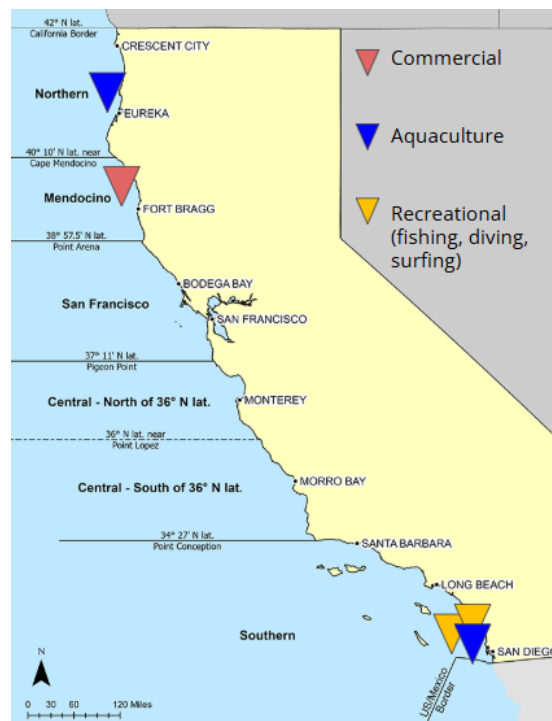 42° N lat.
California Border
CRESCENT CITY
Commercial
Northern
EUREKA
Aquaculture
40° 10' N lat. near
Cape Mendocino
Mendocino
FORT BRAGG
Recreational
(fishing, diving,
surfing)
38° 57.5' N lat.
Point Arena
BODEGA BAY
San Francisco
SAN FRANCISCO
37° 11' N lat.
Pigeon Point
Central - North of 36° N lat.
MONTEREY
36° N lat. near
Point Lopez
Central - South of 36° N lat.
MORRO BAY
34° 27' N lat.
Point Conception
SANTA BARBARA
LONG BEACH
Southern
SAN DIEGO
US/Mexico
Border
N
0 30 60 120 Miles